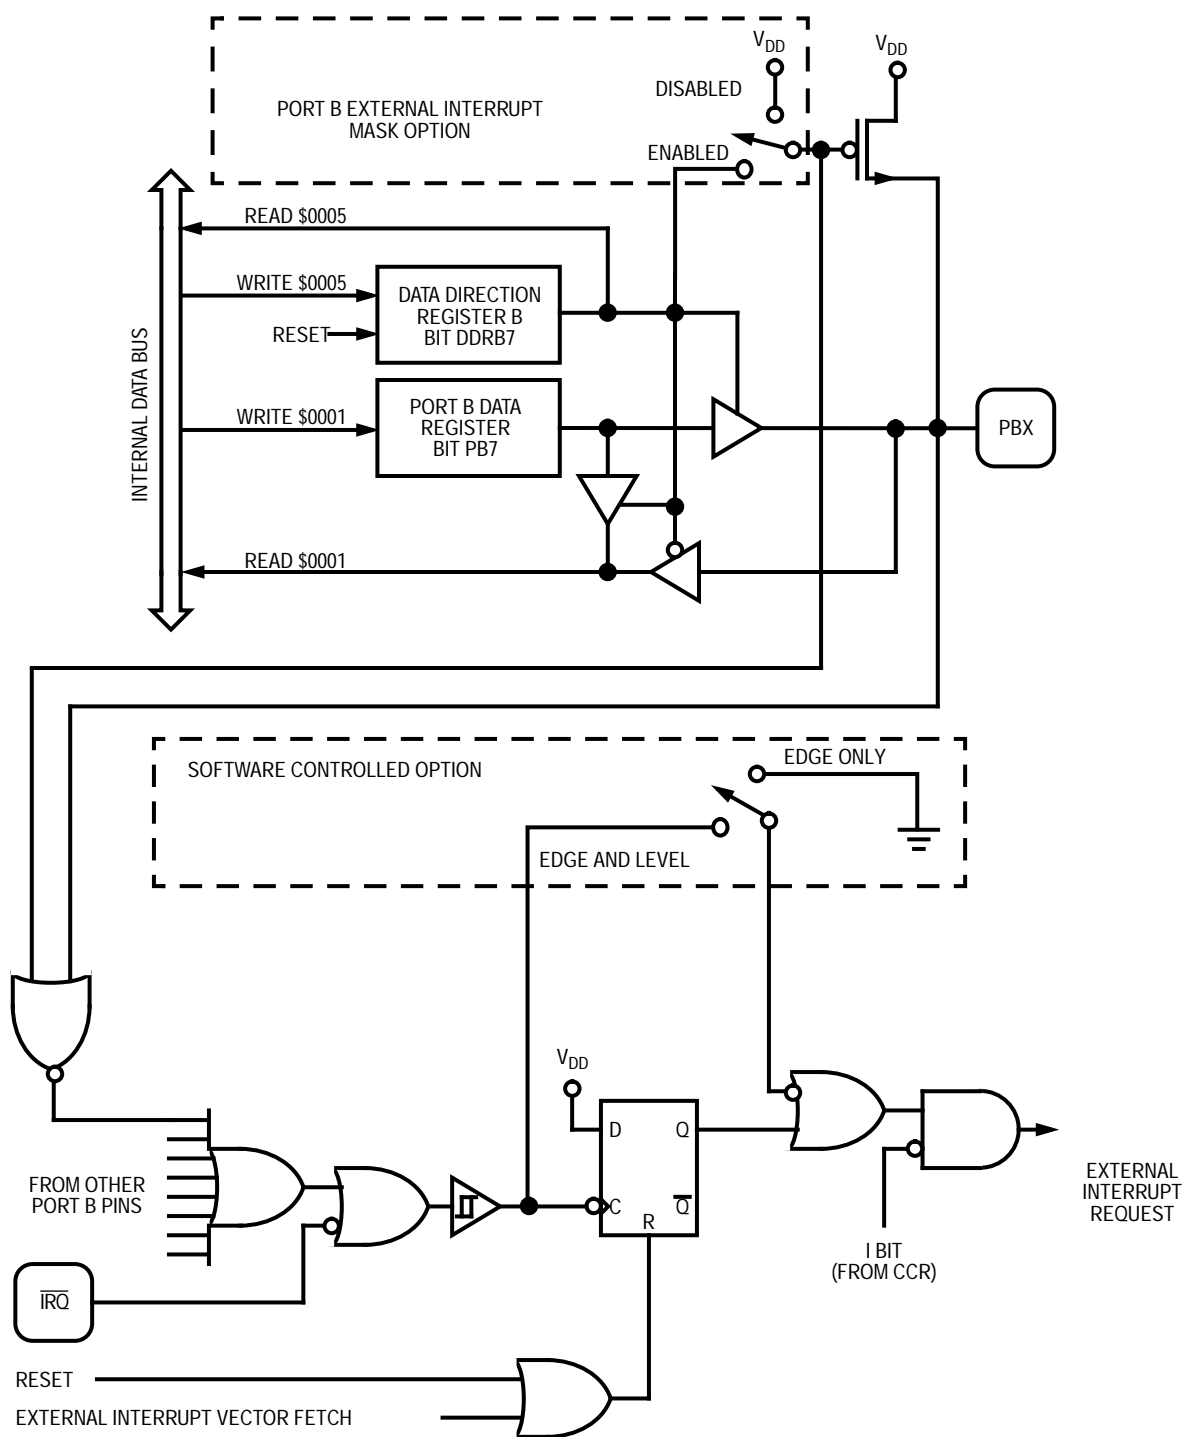 V_DD
V_DD
DISABLED
PORT B EXTERNAL INTERRUPT
MASK OPTION
ENABLED
READ $0005
WRITE $0005
DATA DIRECTION
REGISTER B
BIT DDRB7
RESET
INTERNAL DATA BUS
WRITE $0001
PORT B DATA
REGISTER
BIT PB7
PBX
READ $0001
EDGE ONLY
SOFTWARE CONTROLLED OPTION
EDGE AND LEVEL
V_DD
D
Q
C
Q̅
R
FROM OTHER
PORT B PINS
EXTERNAL
INTERRUPT
REQUEST
I BIT
(FROM CCR)
I̅R̅Q̅
RESET
EXTERNAL INTERRUPT VECTOR FETCH